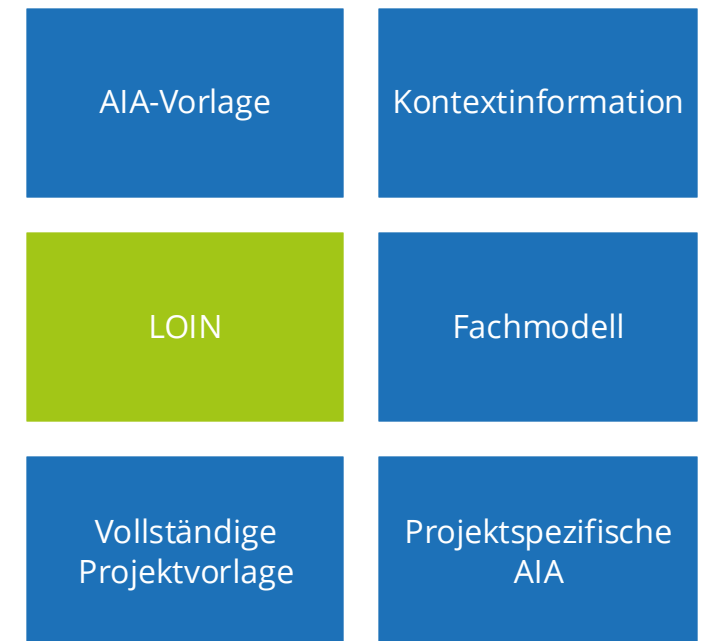 AIA-Vorlage
Kontextinformation
LOIN
Fachmodell
Vollständige
Projektvorlage
Projektspezifische
AIA